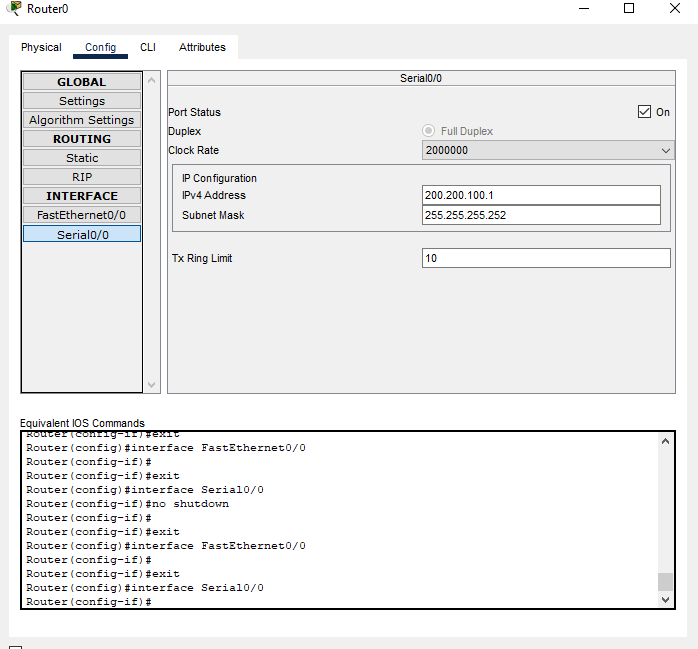 Router0
Physical Config CLI Attributes
GLOBAL
Settings
Algorithm Settings
ROUTING
Static
RIP
INTERFACE
FastEthernet0/0
Serial0/0
Serial0/0
Port Status On
Duplex Full Duplex
Clock Rate 2000000
IP Configuration
IPv4 Address 200.200.100.1
Subnet Mask 255.255.255.252
Tx Ring Limit 10
Equivalent IOS Commands
Router(config-if)#exit
Router(config)#interface FastEthernet0/0
Router(config-if)#
Router(config-if)#exit
Router(config)#interface Serial0/0
Router(config-if)#no shutdown
Router(config-if)#
Router(config-if)#exit
Router(config)#interface FastEthernet0/0
Router(config-if)#
Router(config-if)#exit
Router(config)#interface Serial0/0
Router(config-if)#